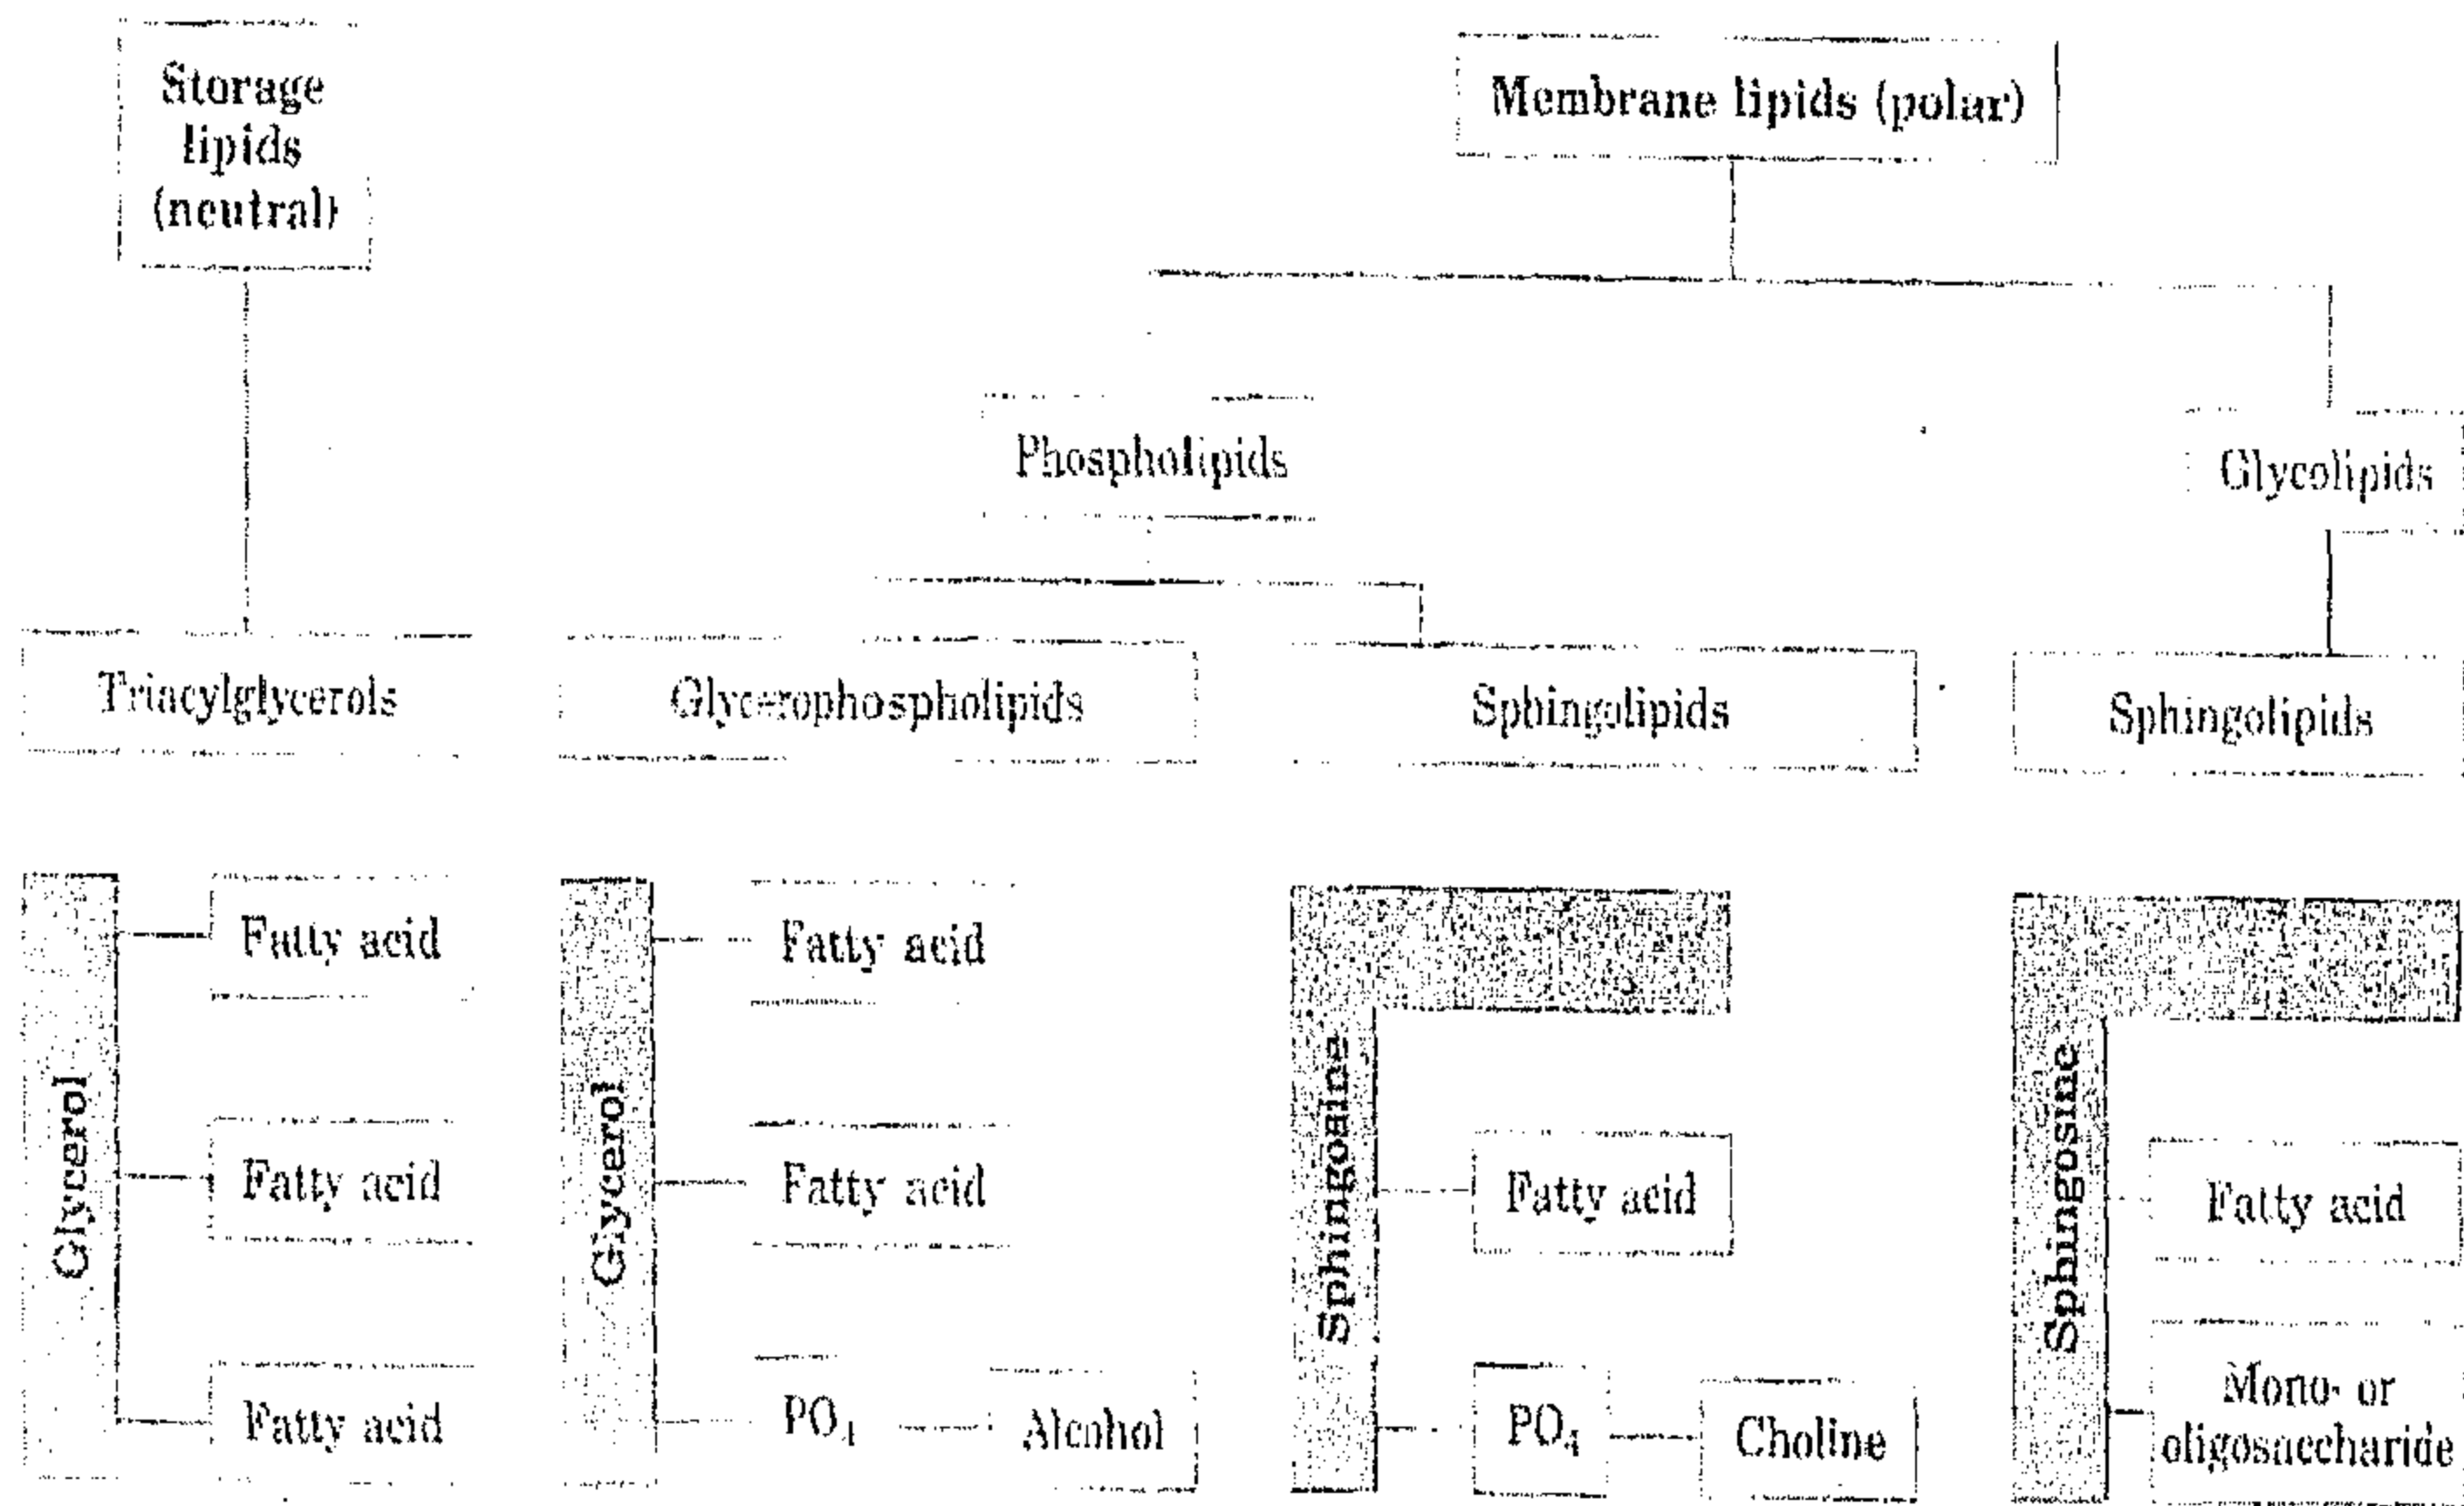 Storage
lipids
(neutral)
Membrane lipids (polar)
Phospholipids
Glycolipids
Triacylglycerols
Glycerophospholipids
Sphingolipids
Sphingolipids
Glycerol
Fatty acid
Fatty acid
Fatty acid
Glycerol
Fatty acid
Fatty acid
PO₄
Alcohol
Sphingosine
Fatty acid
PO₄
Choline
Sphingosine
Fatty acid
Mono- or
oligosaccharide